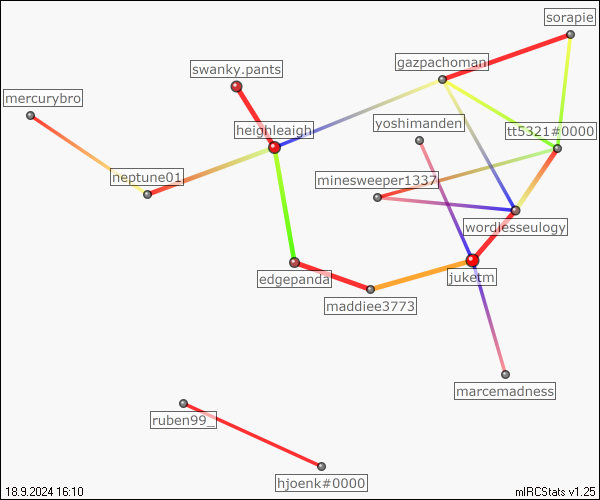 sorapie
gazpachoman
swanky.pants
mercurybro
yoshimanden
heighleaigh
tt5321#0000
neptune01
minesweeper1337
wordlesseulogy
edgepanda
juketm
maddiee3773
marcemadness
ruben99_
hjoenk#0000
18.9.2024 16:10
mIRCStats v1.25